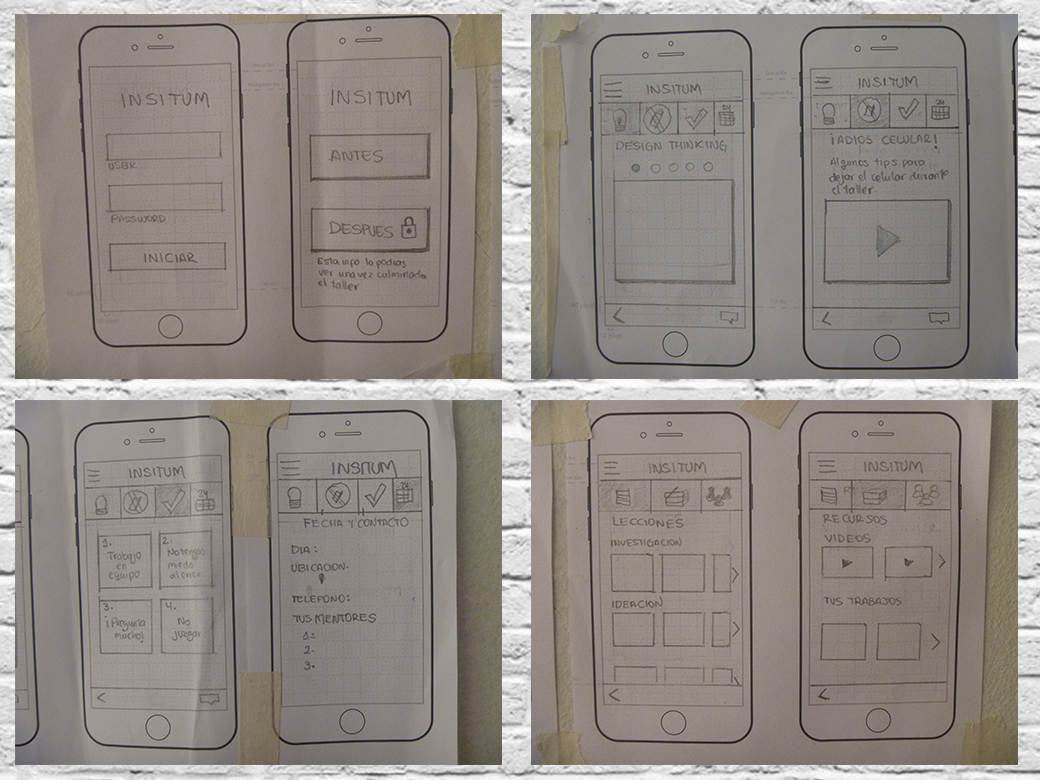 INSITUM
USER
PASSWORD
INICIAR
INSITUM
ANTES
DESPUES
Esta info la podras
ver una vez culminado
el taller
INSITUM
24
DESIGN THINKING
INSITUM
24
¡ADIOS CELULAR!
Algunos tips para
dejar el celular durante
el taller
INSITUM
24
1.
Trabajo
en
equipo
2.
No tengas
miedo
al error
3.
¡Pregunta
mucho!
4.
No
juzgar
INSITUM
24
FECHA Y CONTACTO
DIA:
UBICACION:
TELEFONO:
TUS MENTORES
1.
2.
3.
INSITUM
LECCIONES
INVESTIGACION
IDEACION
INSITUM
RECURSOS
VIDEOS
TUS TRABAJOS